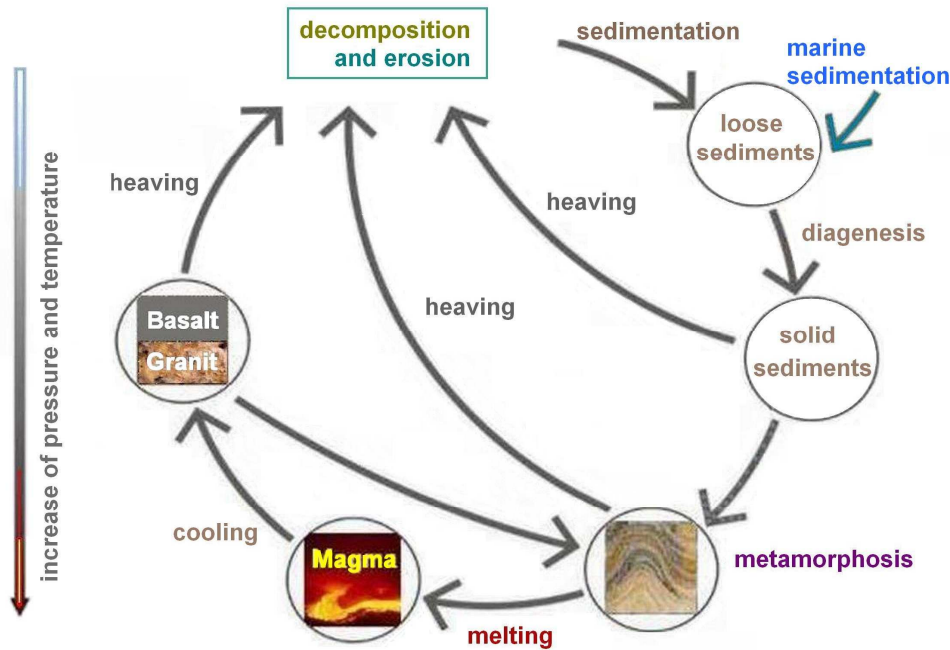 decomposition
and erosion
sedimentation
marine
sedimentation
loose
sediments
heaving
heaving
diagenesis
increase of pressure and temperature
heaving
Basalt
Granit
solid
sediments
cooling
Magma
metamorphosis
melting